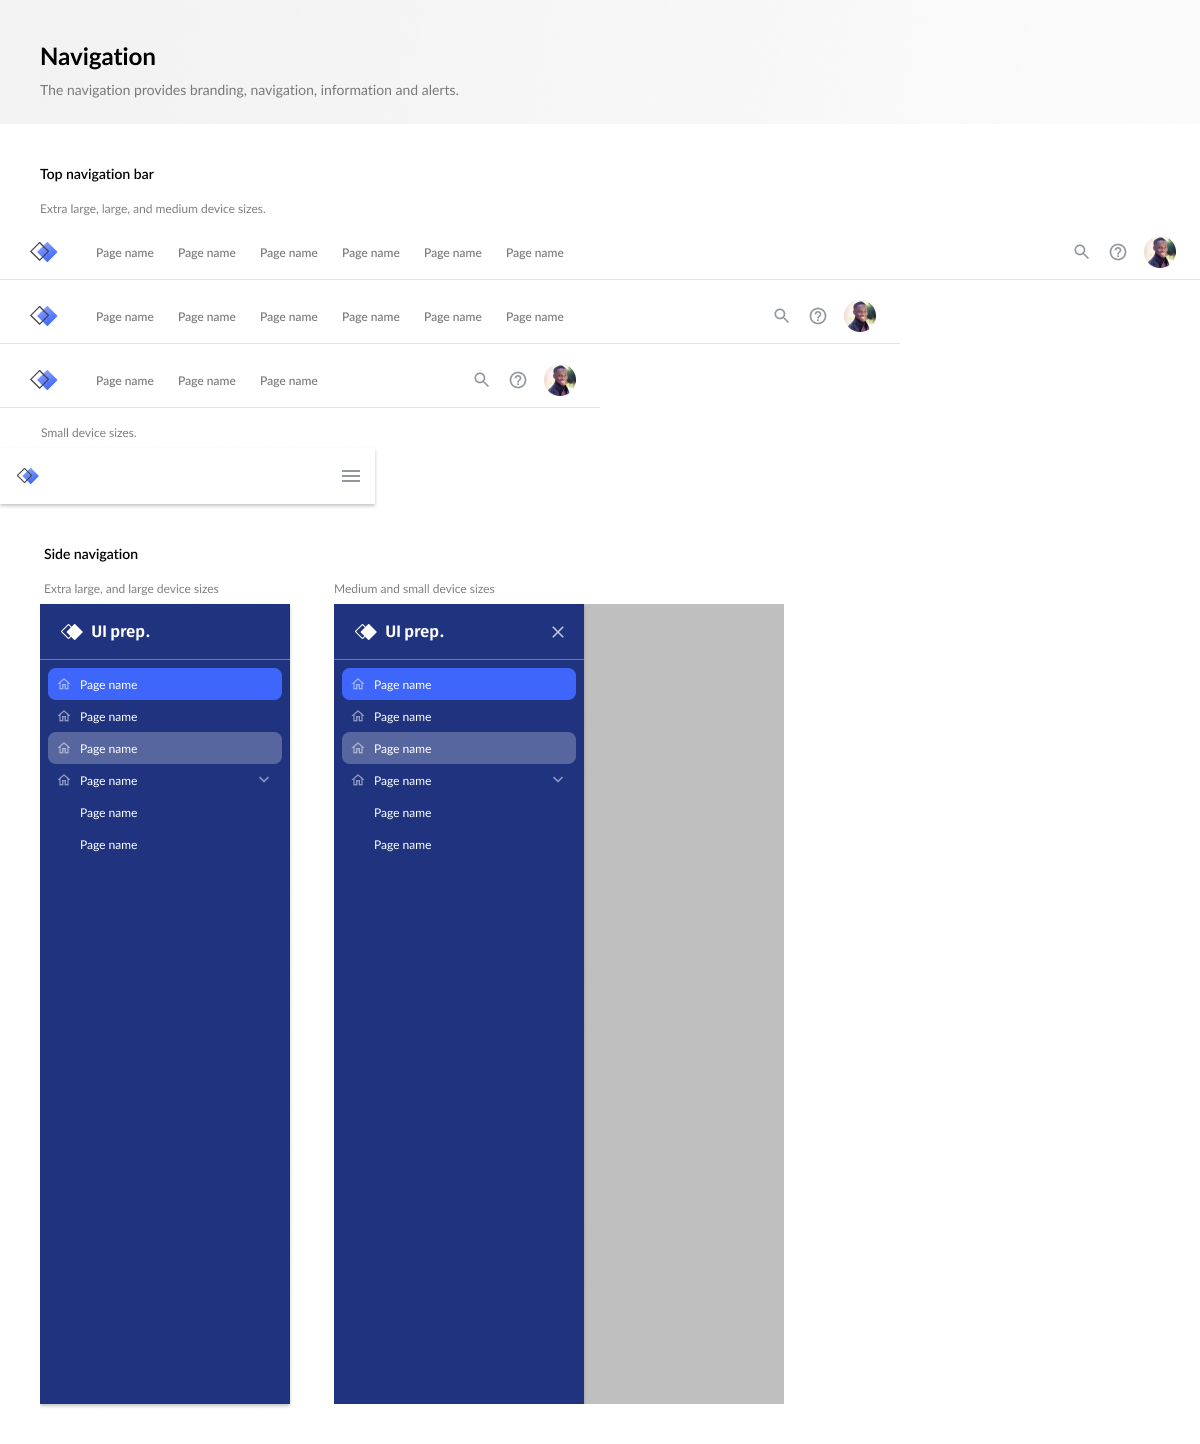 Navigation
The navigation provides branding, navigation, information and alerts.
Top navigation bar
Extra large, large, and medium device sizes.
Page name Page name Page name Page name Page name Page name
Page name Page name Page name Page name Page name Page name
Page name Page name Page name
Small device sizes.
Side navigation
Extra large, and large device sizes
UI prep.
Page name
Page name
Page name
Page name
Page name
Page name
Medium and small device sizes
UI prep.
Page name
Page name
Page name
Page name
Page name
Page name